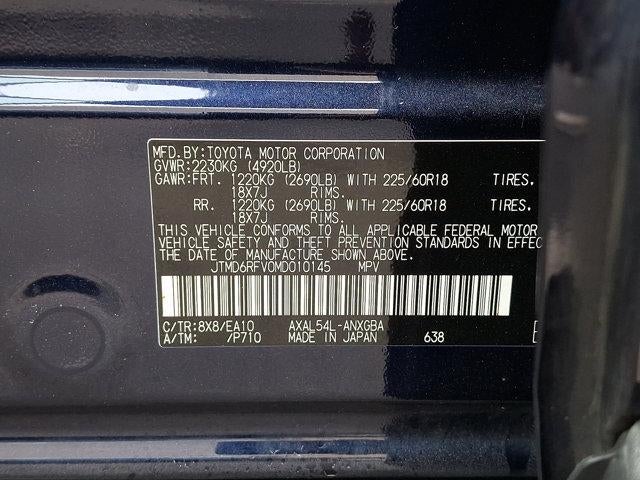 MFD.BY:TOYOTA MOTOR CORPORATION
GVWR:2230KG (4920LB)
GAWR:FRT. 1220KG (2690LB) WITH 225/60R18 TIRES.
18X7J RIMS.
RR. 1220KG (2690LB) WITH 225/60R18 TIRES.
18X7J RIMS.
THIS VEHICLE CONFORMS TO ALL APPLICABLE FEDERAL MOTOR
VEHICLE SAFETY AND THEFT PREVENTION STANDARDS IN EFFEC
THE DATE OF MANUFACTURE SHOWN ABOVE.
JTMD6RFV0MD010145 MPV
C/TR:8X8/EA10 AXAL54L-ANXGBA
A/TM: /P710 MADE IN JAPAN 638